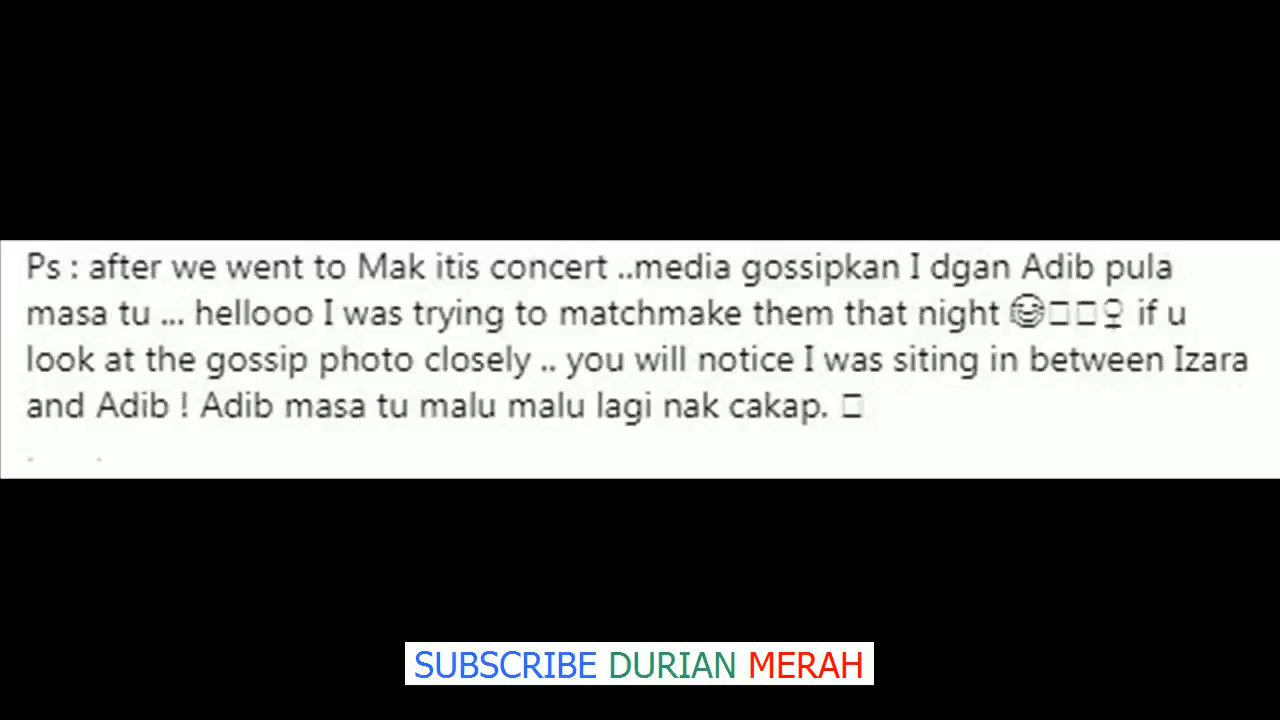 Ps : after we went to Mak itis concert ..media gossipkan I dgan Adib pula
masa tu ... hellooo I was trying to matchmake them that night 😂□□♀ if u
look at the gossip photo closely .. you will notice I was siting in between Izara
and Adib ! Adib masa tu malu malu lagi nak cakap. □
SUBSCRIBE DURIAN MERAH